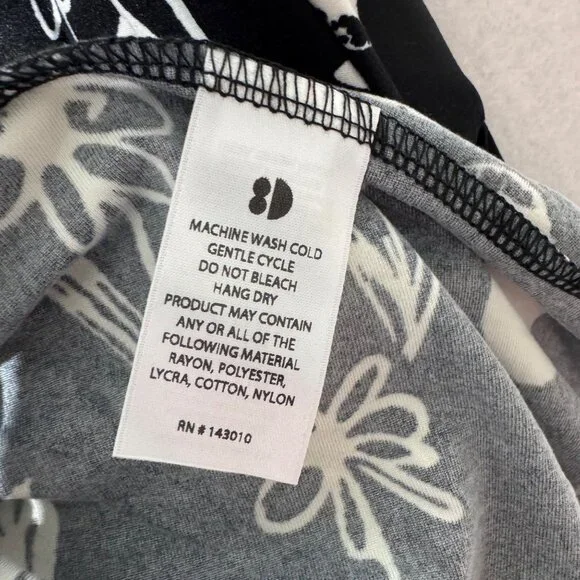 8D
MACHINE WASH COLD
GENTLE CYCLE
DO NOT BLEACH
HANG DRY
PRODUCT MAY CONTAIN
ANY OR ALL OF THE
FOLLOWING MATERIAL
RAYON, POLYESTER,
LYCRA, COTTON, NYLON
RN # 143010